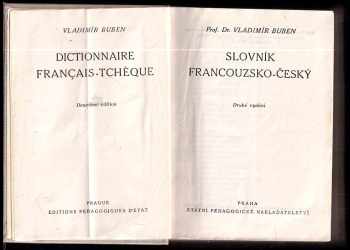 VLADIMÍR BUBEN
DICTIONNAIRE
FRANÇAIS-TCHÈQUE
Deuxième édition
PRAGUE
EDITIONS PÉDAGOGIQUES D'ÉTAT
Prof. Dr. VLADIMÍR BUBEN
SLOVNÍK
FRANCOUZSKO-ČESKÝ
Druhé vydání
PRAHA
STÁTNÍ PEDAGOGICKÉ NAKLADATELSTVÍ